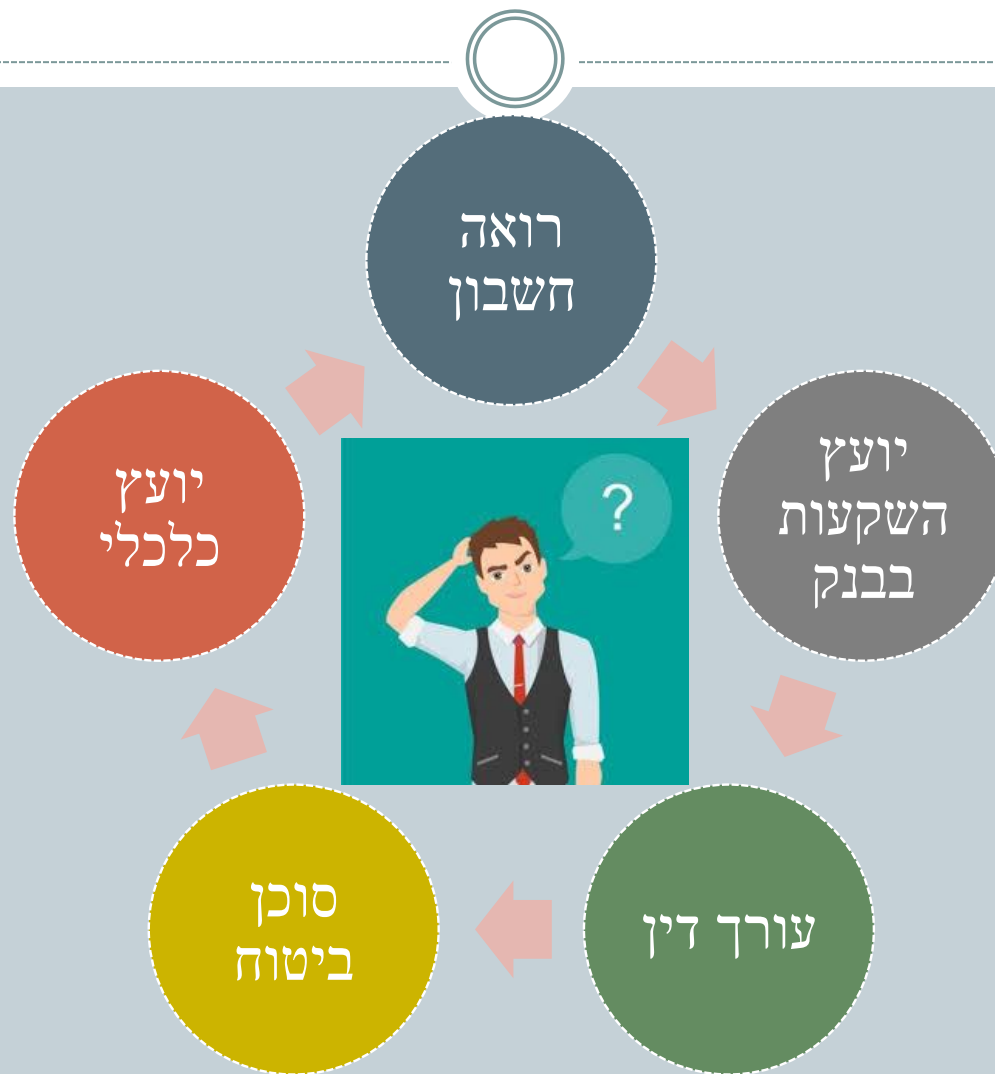 רואה
חשבון
יועץ
השקעות
בבנק
עורך דין
סוכן
ביטוח
יועץ
כלכלי
?